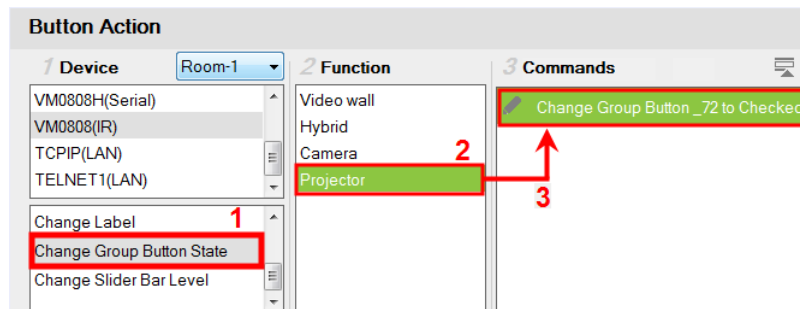 Button Action
1 Device
Room-1
2 Function
3 Commands
VM0808H(Serial)
VM0808(IR)
TCPIP(LAN)
TELNET1(LAN)
Change Label
1
Change Group Button State
Change Slider Bar Level
Video wall
Hybrid
Camera
2
Projector
Change Group Button _72 to Checked
3